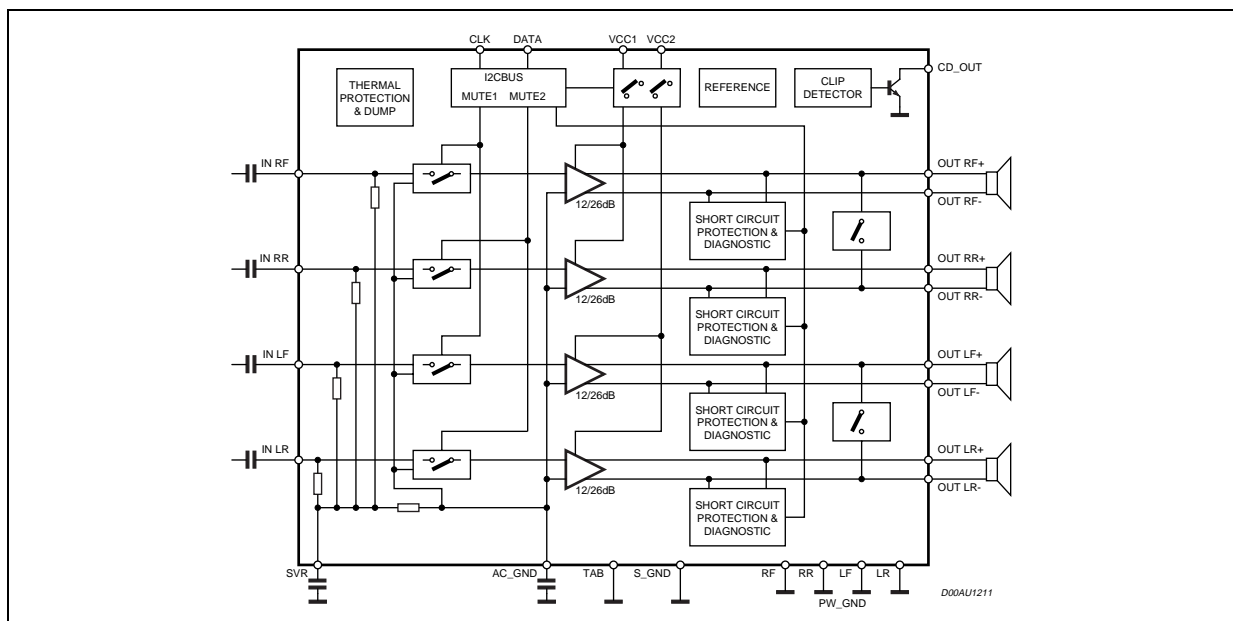 CLK DATA VCC1 VCC2
CD_OUT
THERMAL
PROTECTION
& DUMP
I2CBUS
MUTE1 MUTE2
REFERENCE
CLIP
DETECTOR
IN RF
12/26dB
SHORT CIRCUIT
PROTECTION &
DIAGNOSTIC
OUT RF+
OUT RF-
IN RR
12/26dB
SHORT CIRCUIT
PROTECTION &
DIAGNOSTIC
OUT RR+
OUT RR-
IN LF
12/26dB
SHORT CIRCUIT
PROTECTION &
DIAGNOSTIC
OUT LF+
OUT LF-
IN LR
12/26dB
SHORT CIRCUIT
PROTECTION &
DIAGNOSTIC
OUT LR+
OUT LR-
SVR AC_GND TAB S_GND RF RR LF LR
PW_GND
D00AU1211